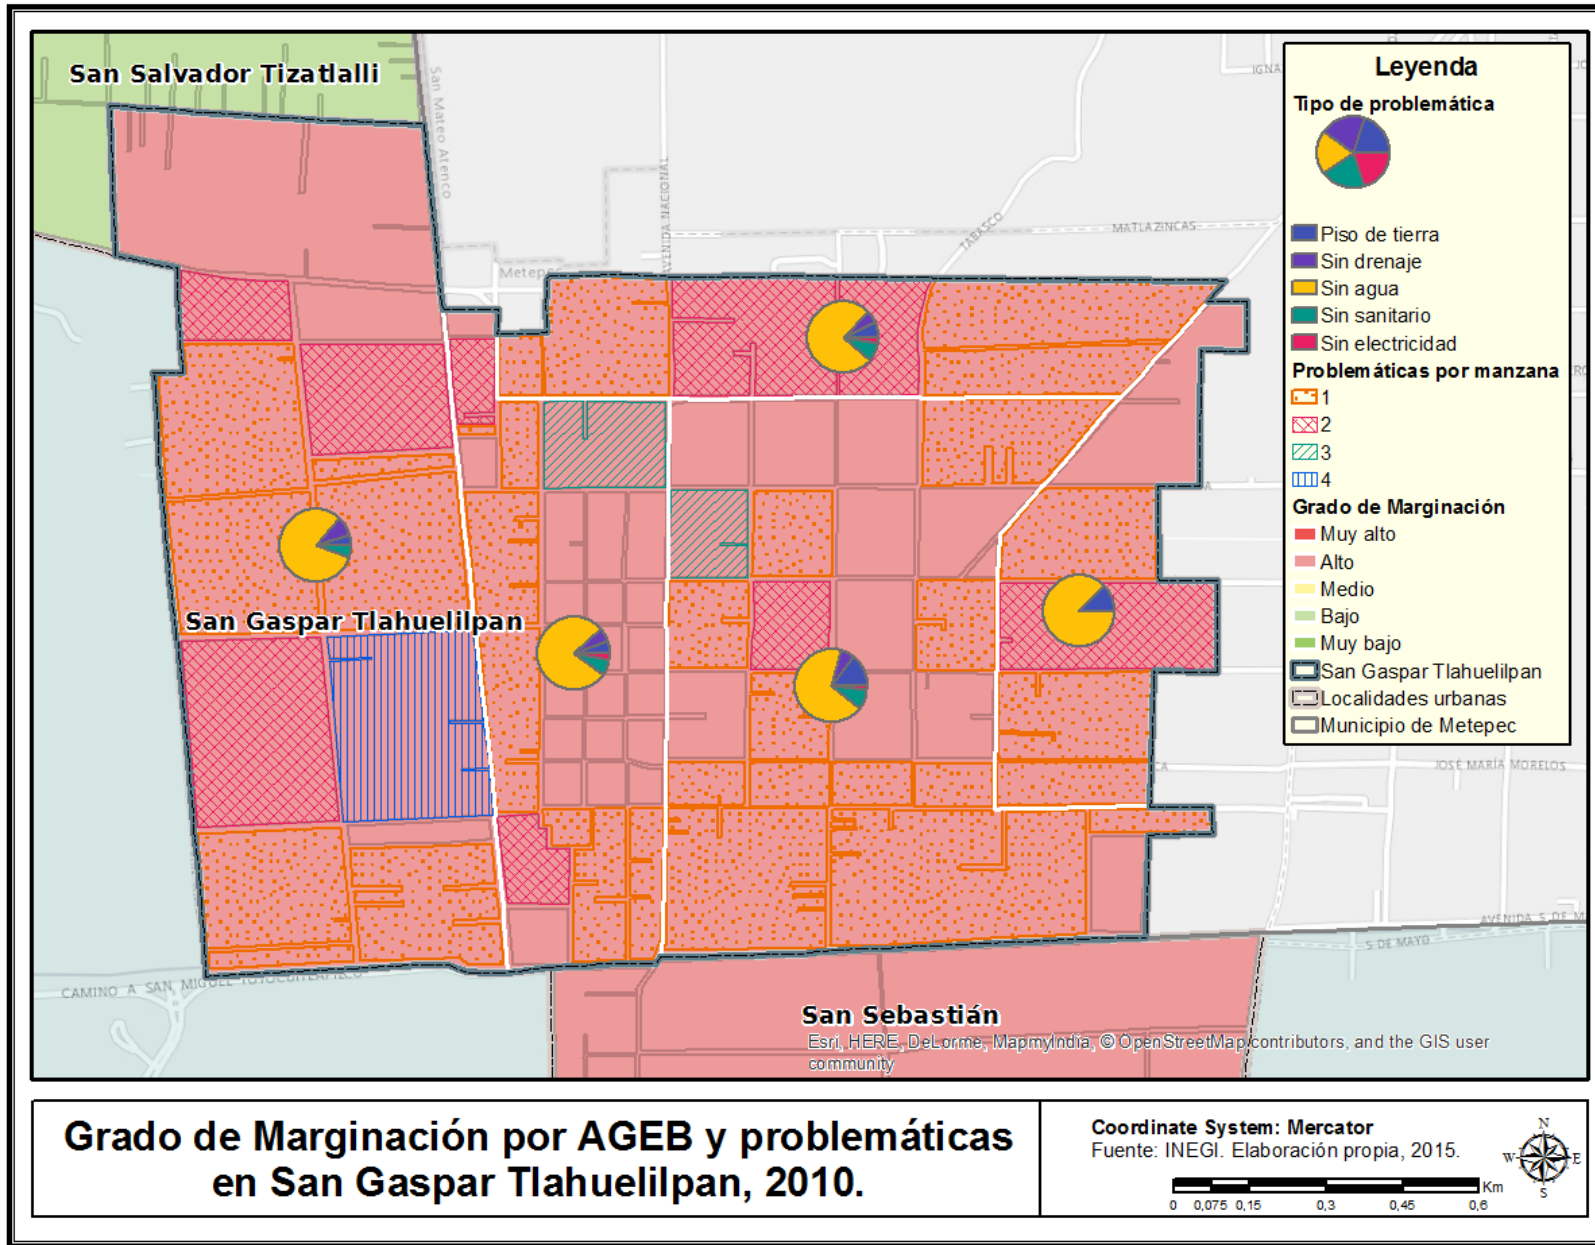 San Salvador Tizatlalli
San Mateo Atenco
AVENIDA NACIONAL
TABASCO
MATLAZINCAS
IGNA
Metepec
San Gaspar Tlahuelilpan
JOSÉ MARÍA MORELOS
AVENIDA 5 DE M
5 DE MAYO
CAMINO A SAN MIGUEL TOTOCUITLAPILCO
San Sebastián
Esri, HERE, DeLorme, MapmyIndia, © OpenStreetMap contributors, and the GIS user
community
Leyenda
Tipo de problemática
Piso de tierra
Sin drenaje
Sin agua
Sin sanitario
Sin electricidad
Problemáticas por manzana
1
2
3
4
Grado de Marginación
Muy alto
Alto
Medio
Bajo
Muy bajo
San Gaspar Tlahuelilpan
Localidades urbanas
Municipio de Metepec
Grado de Marginación por AGEB y problemáticas
en San Gaspar Tlahuelilpan, 2010.
Coordinate System: Mercator
Fuente: INEGI. Elaboración propia, 2015.
Km
0 0,075 0,15 0,3 0,45 0,6
N
W E
S